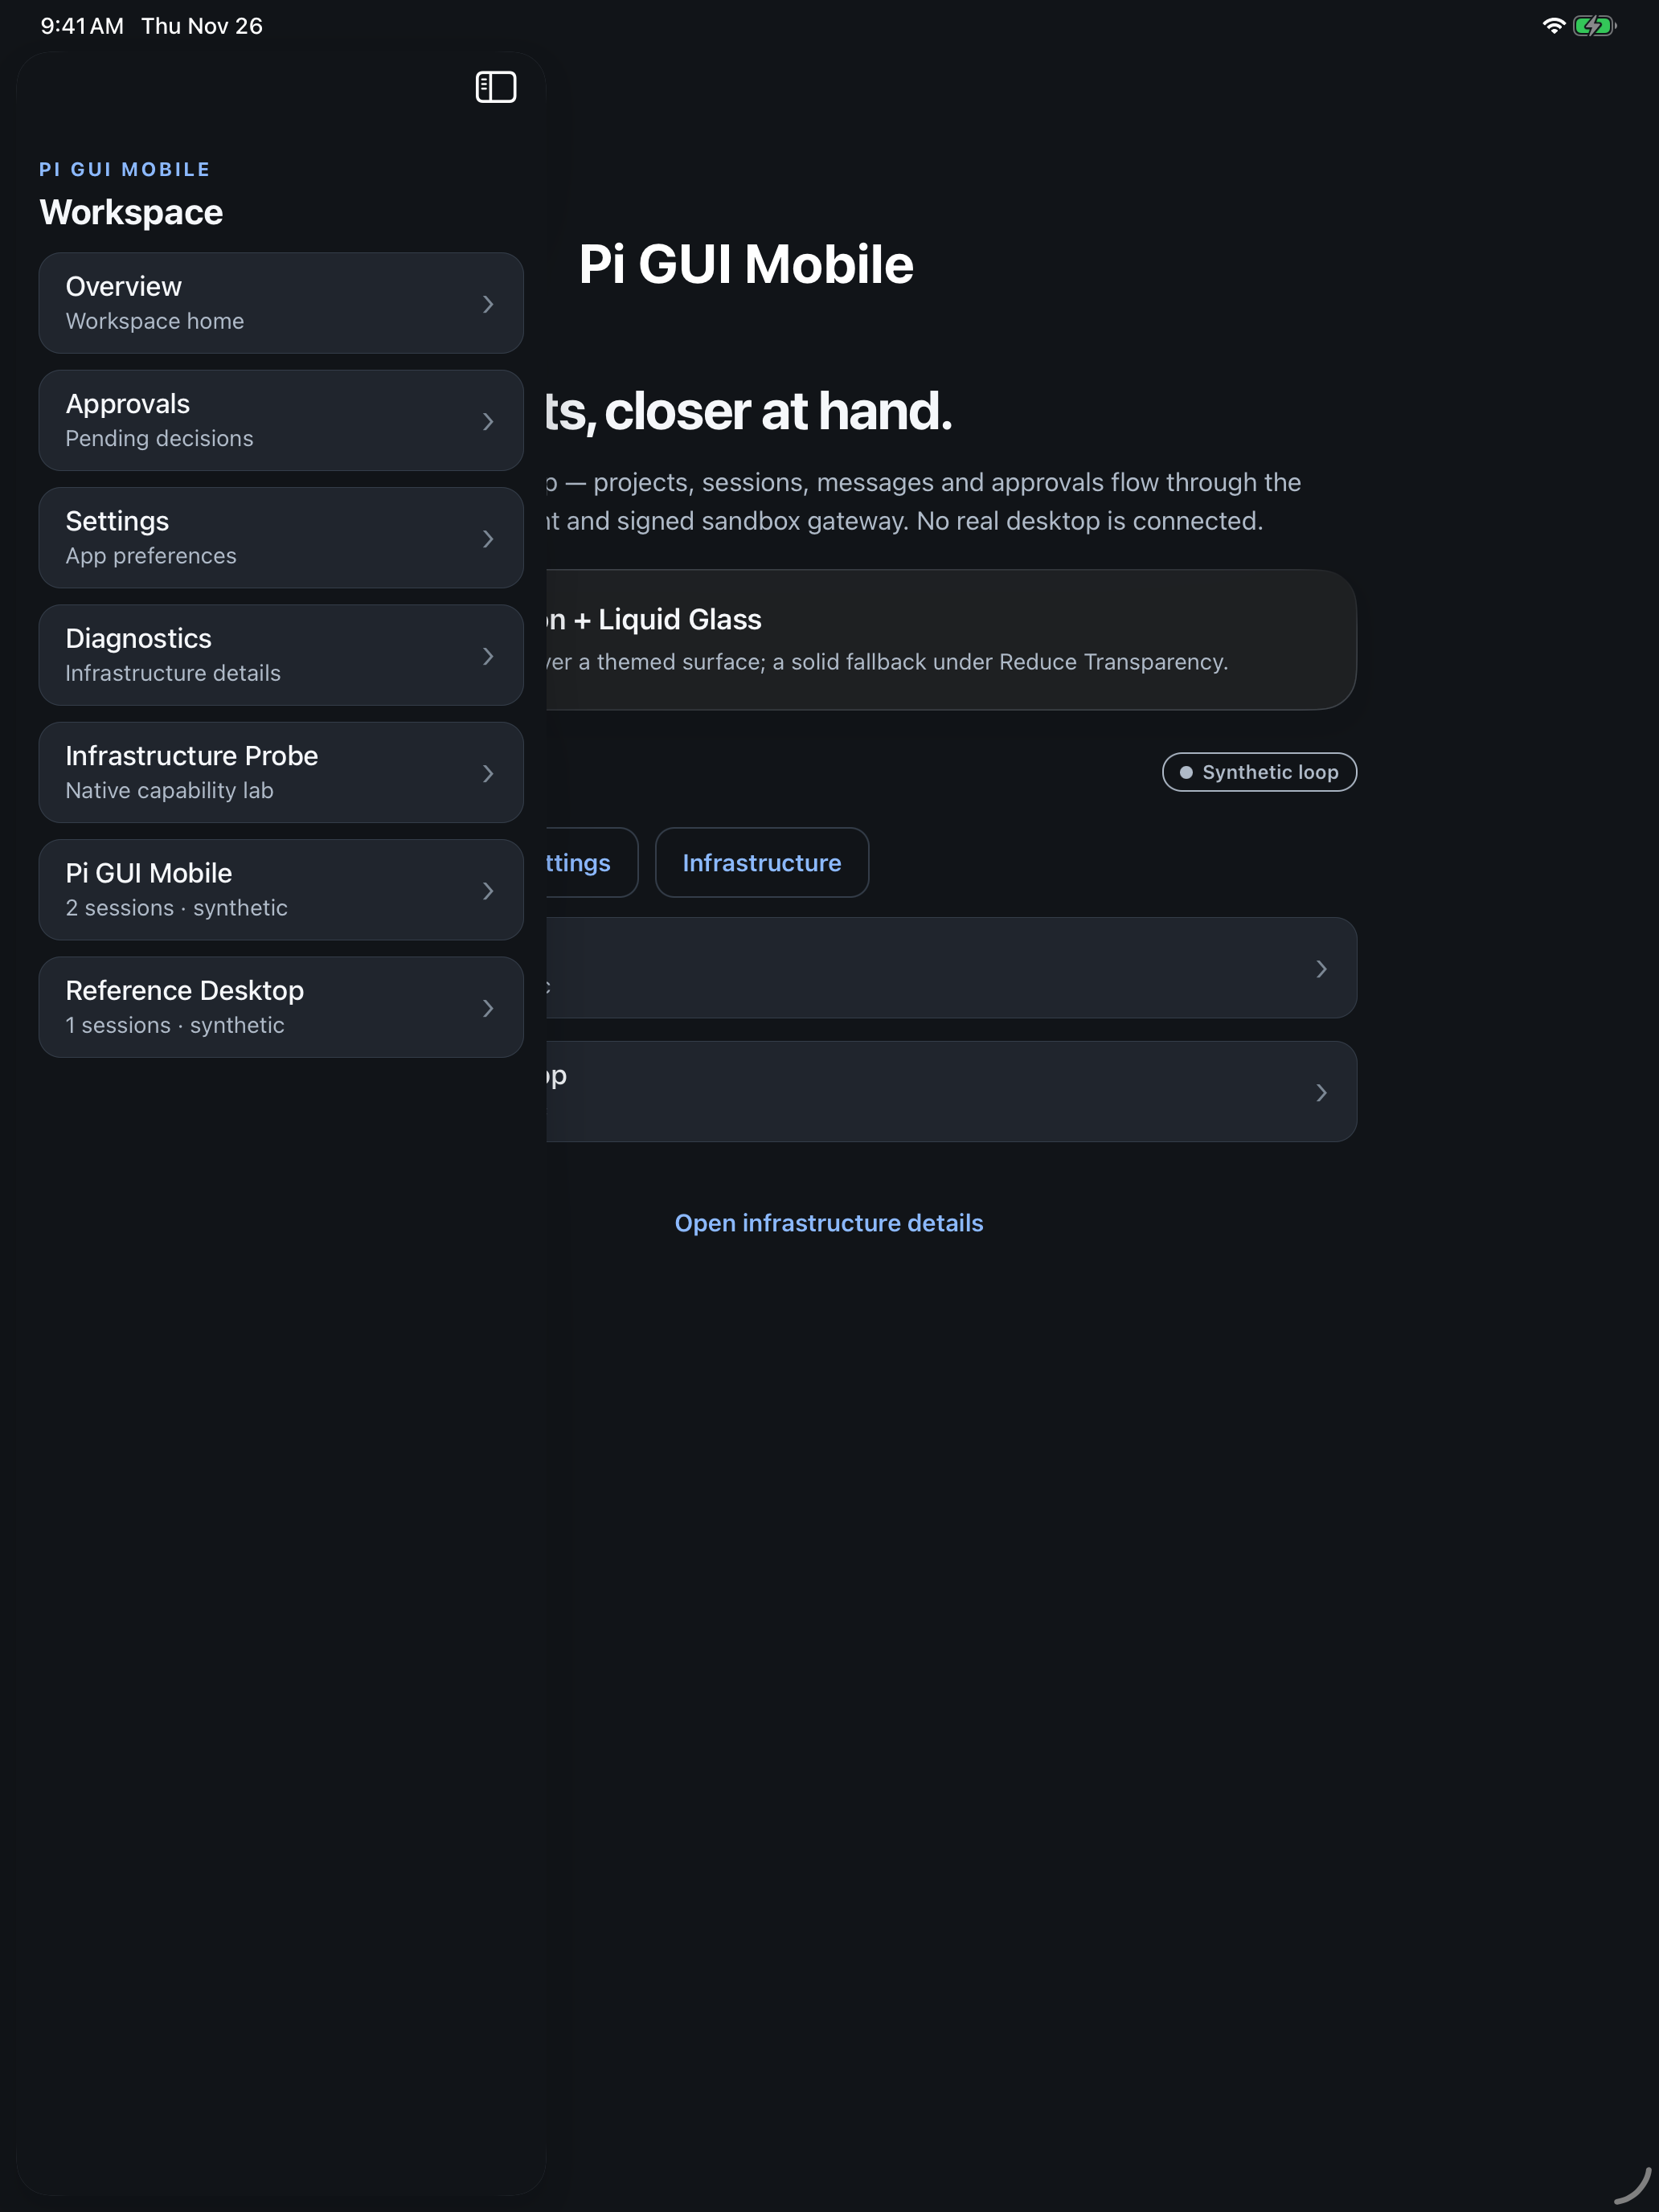 9:41 AM Thu Nov 26
PI GUI MOBILE
Workspace
Overview
Workspace home
Approvals
Pending decisions
Settings
App preferences
Diagnostics
Infrastructure details
Infrastructure Probe
Native capability lab
Pi GUI Mobile
2 sessions · synthetic
Reference Desktop
1 sessions · synthetic
Pi GUI Mobile
ts, closer at hand.
p — projects, sessions, messages and approvals flow through the
nt and signed sandbox gateway. No real desktop is connected.
on + Liquid Glass
ver a themed surface; a solid fallback under Reduce Transparency.
Synthetic loop
ttings
Infrastructure
c
op
Open infrastructure details